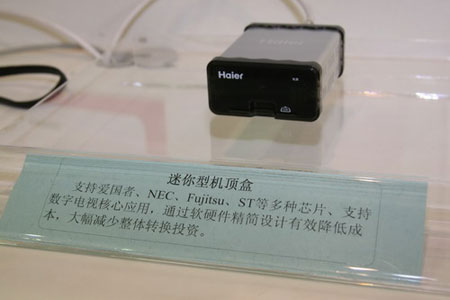 Haier
Haier
迷你型机顶盒
支持爱国者、NEC、Fujitsu、ST等多种芯片、支持
数字电视核心应用，通过软硬件精简设计有效降低成
本，大幅减少整体转换投资。